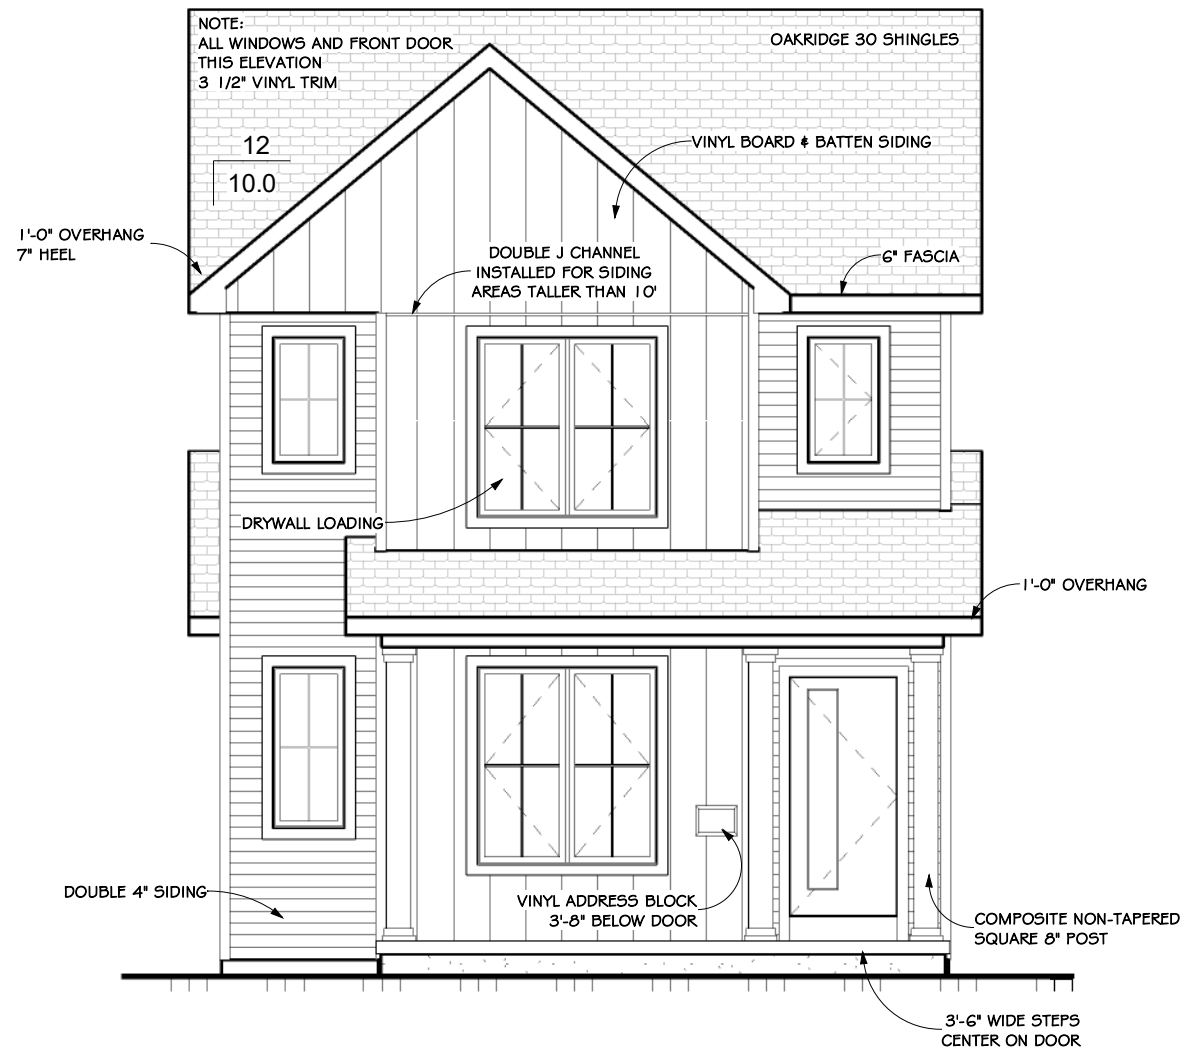 NOTE:
ALL WINDOWS AND FRONT DOOR
THIS ELEVATION
3 1/2" VINYL TRIM
OAKRIDGE 30 SHINGLES
12
10.0
VINYL BOARD & BATTEN SIDING
1'-0" OVERHANG
7" HEEL
DOUBLE J CHANNEL
INSTALLED FOR SIDING
AREAS TALLER THAN 10'
6" FASCIA
DRYWALL LOADING
1'-0" OVERHANG
DOUBLE 4" SIDING
VINYL ADDRESS BLOCK
3'-8" BELOW DOOR
COMPOSITE NON-TAPERED
SQUARE 8" POST
3'-6" WIDE STEPS
CENTER ON DOOR